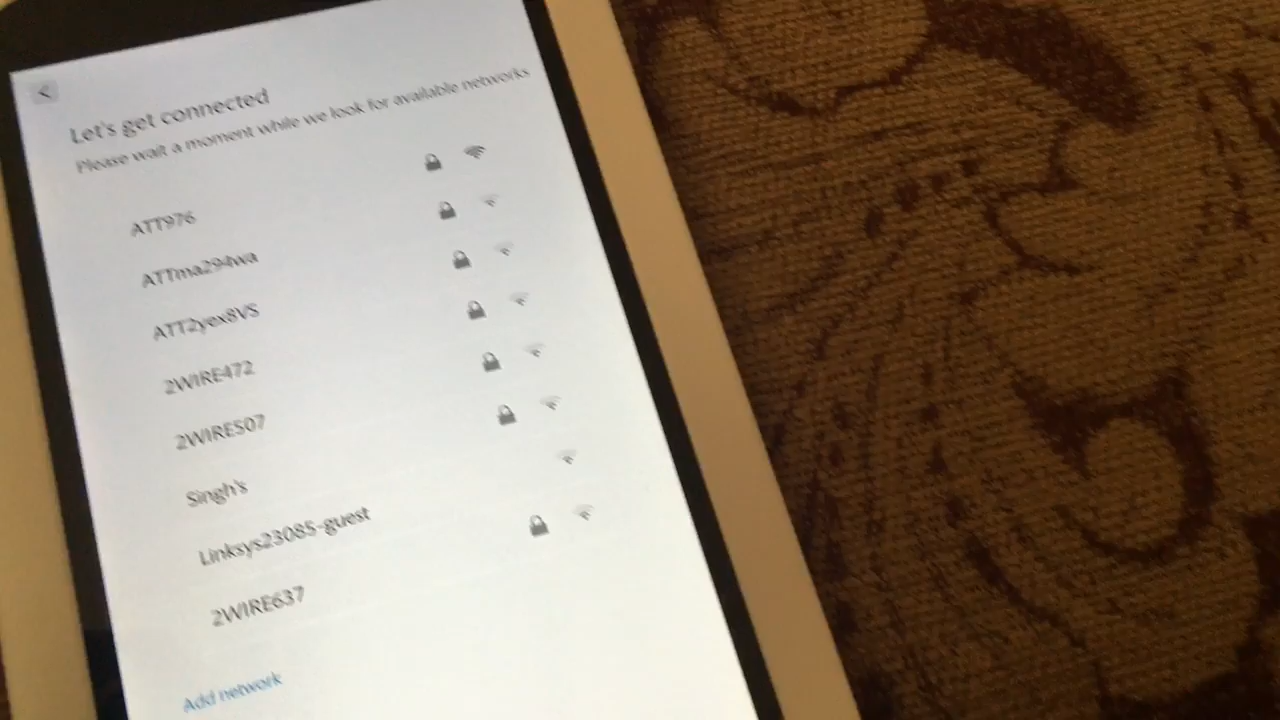 Let's get connected
Please wait a moment while we look for available networks
ATT976
ATTma294wa
ATT2yex8VS
2WIRE472
2WIRE507
Singh's
Linksys23085-guest
2WIRE637
Add network